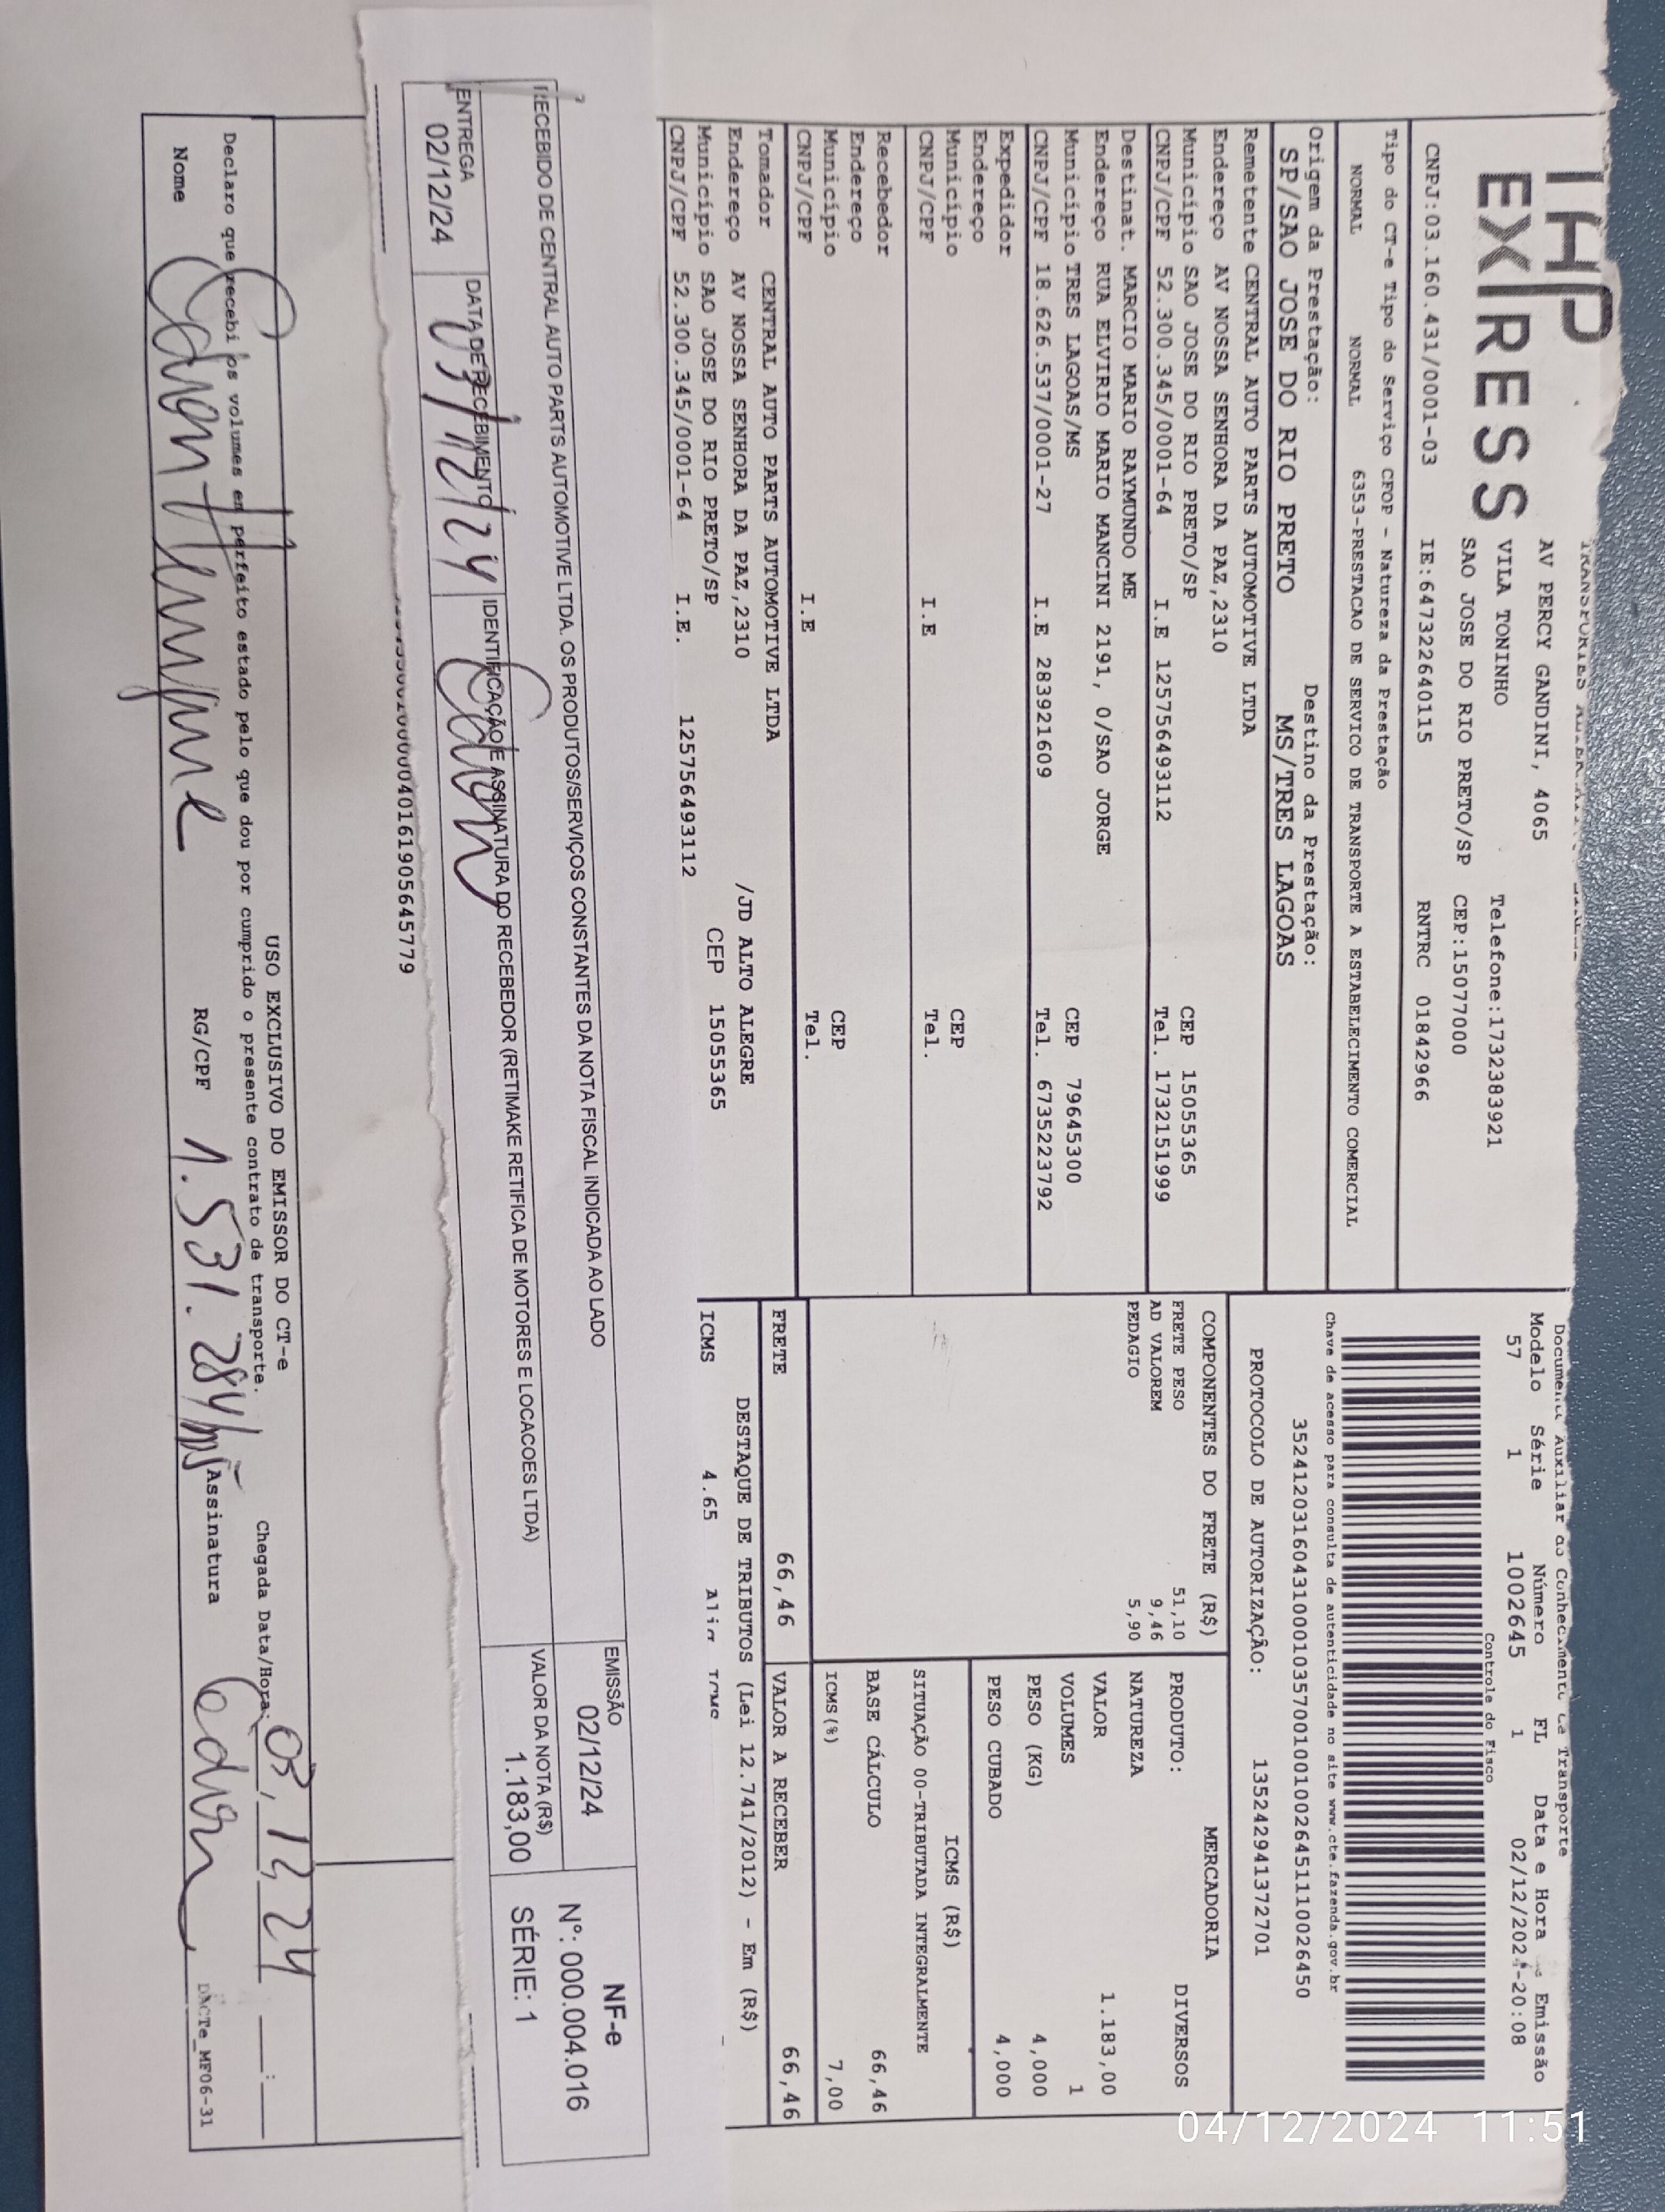 THP
EXPRESS
AV PERCY GANDINI, 4065
VILA TONINHO Telefone:1732383921
SAO JOSE DO RIO PRETO/SP CEP:15077000
CNPJ:03.160.431/0001-03 IE:647322640115 RNTRC 01842966
Tipo do CT-e Tipo do Serviço CFOP - Natureza da Prestação
NORMAL NORMAL 6353-PRESTACAO DE SERVICO DE TRANSPORTE A ESTABELECIMENTO COMERCIAL
Origem da Prestação: Destino da Prestação:
SP/SAO JOSE DO RIO PRETO MS/TRES LAGOAS
Remetente CENTRAL AUTO PARTS AUTOMOTIVE LTDA
Endereço AV NOSSA SENHORA DA PAZ,2310
Município SAO JOSE DO RIO PRETO/SP CEP 15055365
CNPJ/CPF 52.300.345/0001-64 I.E 125756493112 Tel. 1732151999
Destinat. MARCIO MARIO RAYMUNDO ME
Endereço RUA ELVIRIO MARIO MANCINI 2191, 0/SAO JORGE
Município TRES LAGOAS/MS CEP 79645300
CNPJ/CPF 18.626.537/0001-27 I.E 283921609 Tel. 6735223792
Expedidor
Endereço
Município CEP
CNPJ/CPF I.E Tel.
Recebedor
Endereço
Município CEP
CNPJ/CPF I.E Tel.
Tomador CENTRAL AUTO PARTS AUTOMOTIVE LTDA
Endereço AV NOSSA SENHORA DA PAZ,2310 /JD ALTO ALEGRE
Município SAO JOSE DO RIO PRETO/SP CEP 15055365
CNPJ/CPF 52.300.345/0001-64 I.E. 125756493112
Documento Auxiliar do Conhecimento de Transporte
Modelo Série Número FL Data e Hora de Emissão
57 1 1002645 1 02/12/2024-20:08
Controle do Fisco
Chave de acesso para consulta de autenticidade no site www.cte.fazenda.gov.br
35241203160431000103570010010026451110026450
PROTOCOLO DE AUTORIZAÇÃO: 135242941372701
COMPONENTES DO FRETE (R$)
FRETE PESO 51,10
AD VALOREM 9,46
PEDAGIO 5,90
MERCADORIA
PRODUTO: DIVERSOS
NATUREZA
VALOR 1.183,00
VOLUMES 1
PESO (KG) 4,000
PESO CUBADO 4,000
ICMS (R$)
SITUAÇÃO 00-TRIBUTADA INTEGRALMENTE
BASE CÁLCULO 66,46
ICMS(%) 7,00
FRETE 66,46 VALOR A RECEBER 66,46
DESTAQUE DE TRIBUTOS (Lei 12.741/2012) - Em (R$)
ICMS 4.65
RECEBIDO DE CENTRAL AUTO PARTS AUTOMOTIVE LTDA. OS PRODUTOS/SERVIÇOS CONSTANTES DA NOTA FISCAL INDICADA AO LADO
EMISSÃO
02/12/24
VALOR DA NOTA (R$)
1.183,00
NF-e
Nº: 000.004.016
SÉRIE: 1
ENTREGA
02/12/24
DATA DE RECEBIMENTO
03/12/24
IDENTIFICAÇÃO E ASSINATURA DO RECEBEDOR (RETIMAKE RETIFICA DE MOTORES E LOCACOES LTDA)
USO EXCLUSIVO DO EMISSOR DO CT-e
Declaro que recebi os volumes em perfeito estado pelo que dou por cumprido o presente contrato de transporte.
Chegada Data/Hora: 03, 12, 24 __:__
Nome RG/CPF 1.531.284/MS Assinatura
DACTe_MF06-31
04/12/2024 11:51